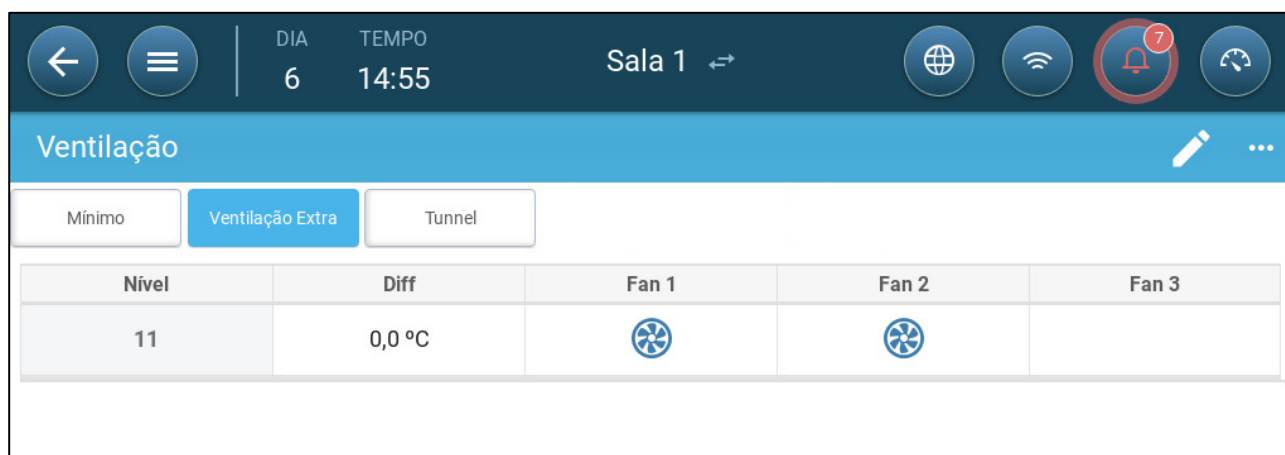 DIA TEMPO 7
6 14:55 Sala 1
Ventilação
Mínimo Ventilação Extra Tunnel
Nível Diff Fan 1 Fan 2 Fan 3
11 0,0 ºC